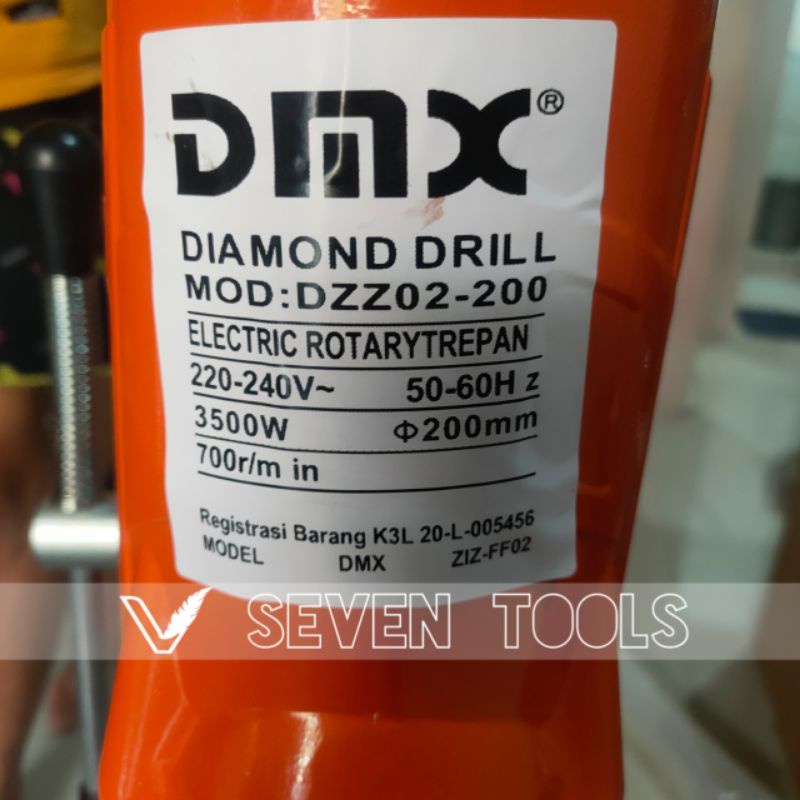 DMX®
DIAMOND DRILL
MOD:DZZ02-200
ELECTRIC ROTARYTREPAN
220-240V~ 50-60H z
3500W Φ200mm
700r/m in
Registrasi Barang K3L 20-L-005456
MODEL DMX ZIZ-FF02
SEVEN TOOLS